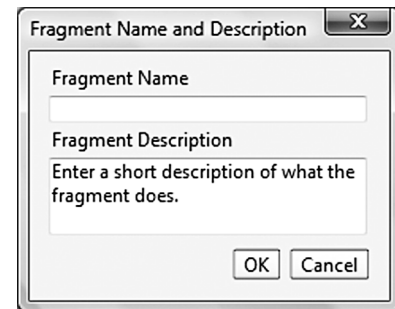 Fragment Name and Description
Fragment Name
Fragment Description
Enter a short description of what the
fragment does.
OK Cancel